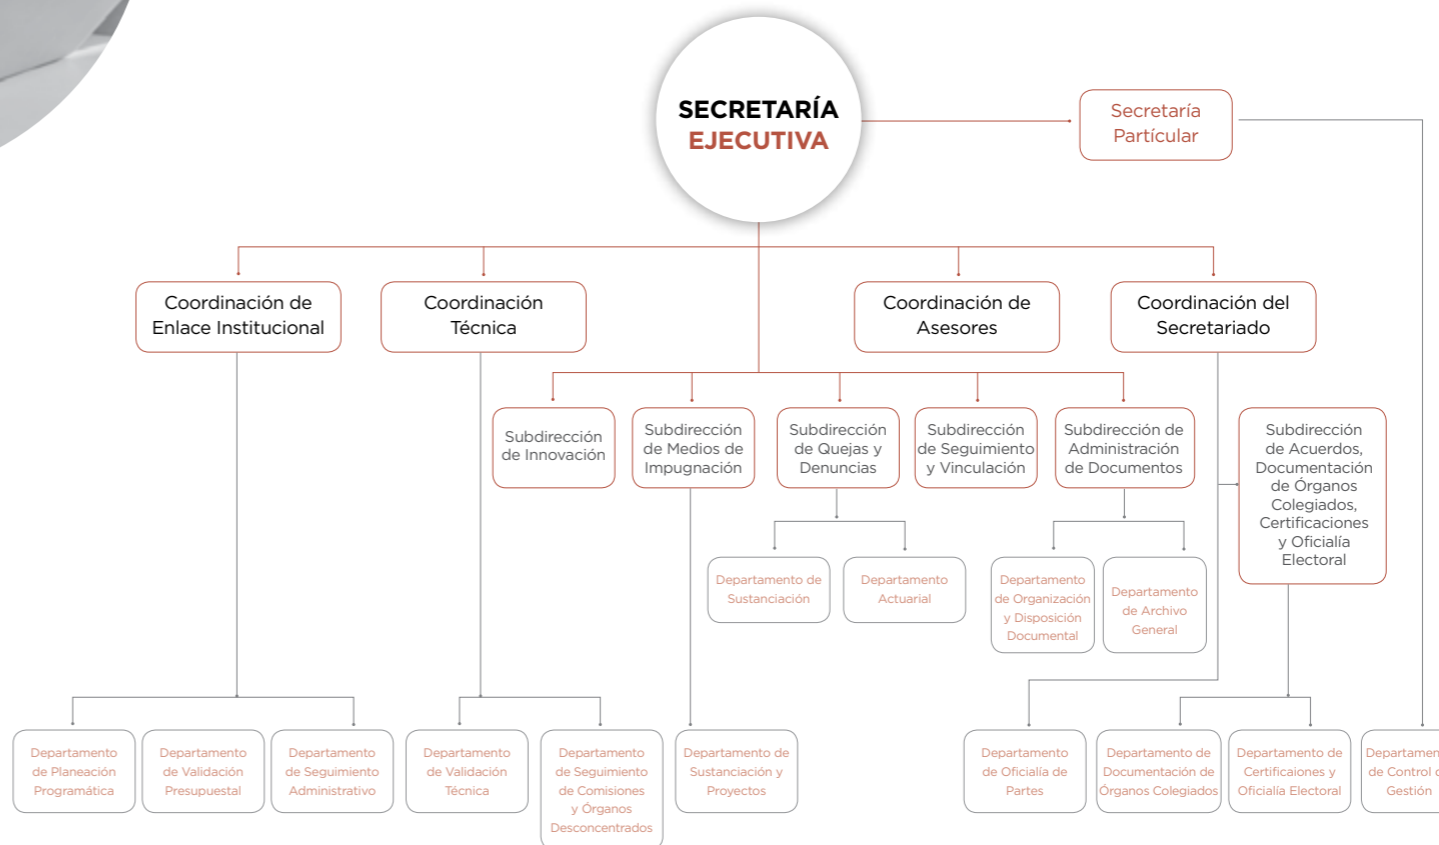 SECRETARÍA
EJECUTIVA
Secretaría
Partícular
Coordinación de
Enlace Institucional
Coordinación
Técnica
Coordinación de
Asesores
Coordinación del
Secretariado
Subdirección
de Innovación
Subdirección
de Medios de
Impugnación
Subdirección
de Quejas y
Denuncias
Subdirección
de Seguimiento
y Vinculación
Subdirección de
Administración
de Documentos
Subdirección
de Acuerdos,
Documentación
de Órganos
Colegiados,
Certificaciones
y Oficialía
Electoral
Departamento de
Sustanciación
Departamento
Actuarial
Departamento
de Organización
y Disposición
Documental
Departamento
de Archivo
General
Departamento
de Planeación
Programática
Departamento
de Validación
Presupuestal
Departamento
de Seguimiento
Administrativo
Departamento
de Validación
Técnica
Departamento
de Seguimiento
de Comisiones
y Órganos
Desconcentrados
Departamento de
Sustanciación y
Proyectos
Departamento
de Oficialía de
Partes
Departamento de
Documentación de
Órganos Colegiados
Departamento de
Certificaiones y
Oficialía Electoral
de Control
Gestión